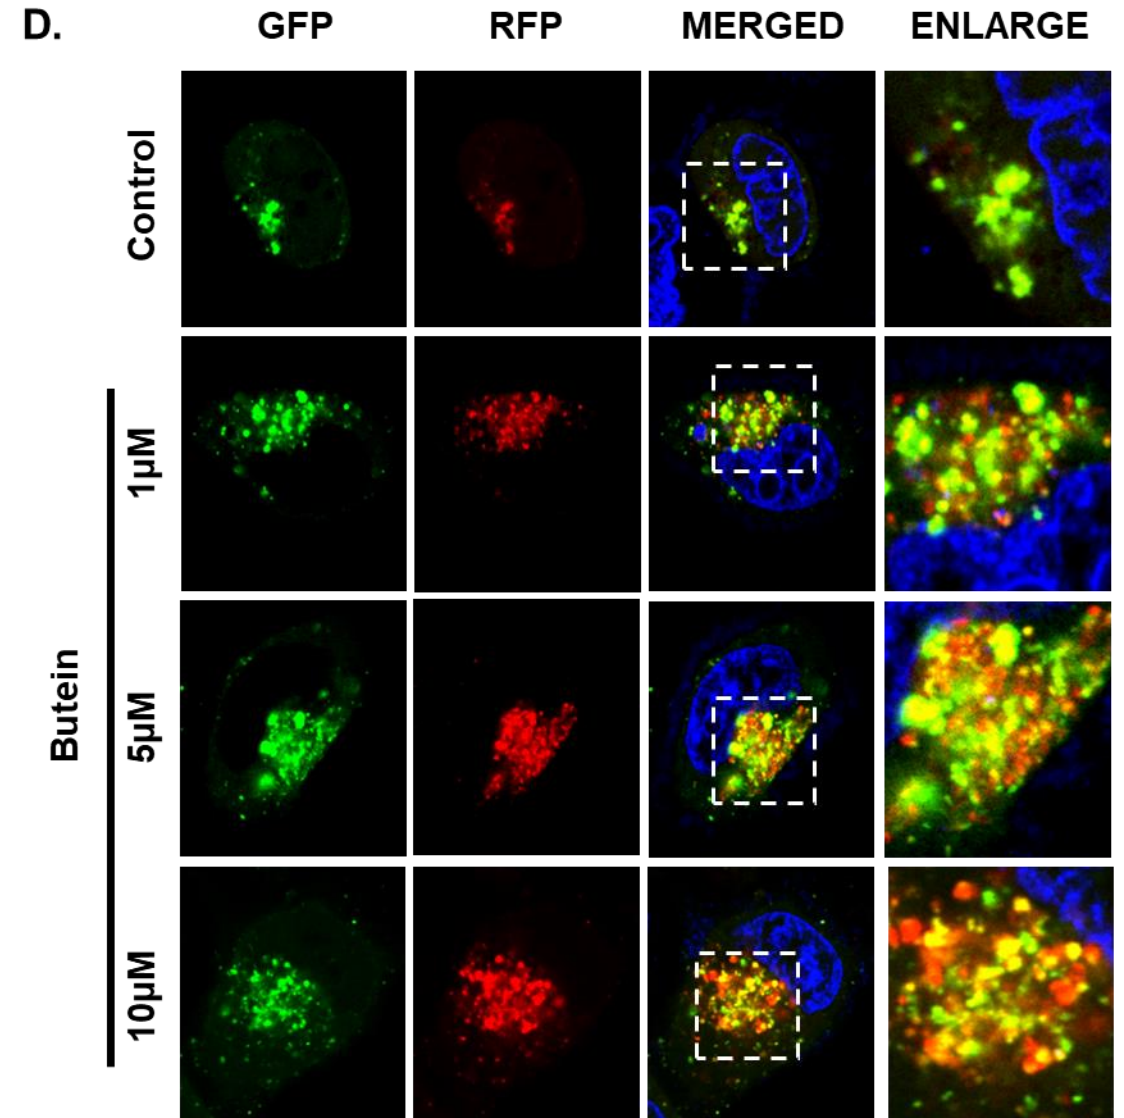 D.
GFP
RFP
MERGED
ENLARGE
Control
Butein
1μM
5μM
10μM